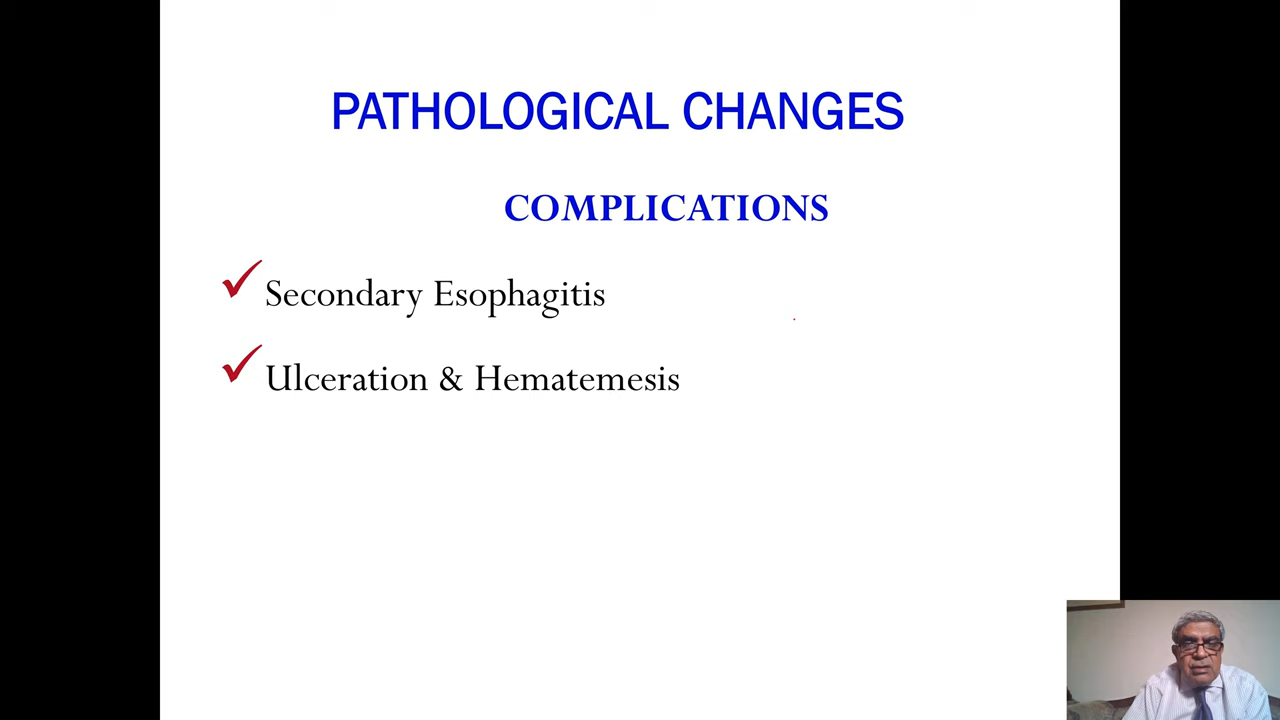 PATHOLOGICAL CHANGES
COMPLICATIONS
Secondary Esophagitis
Ulceration & Hematemesis